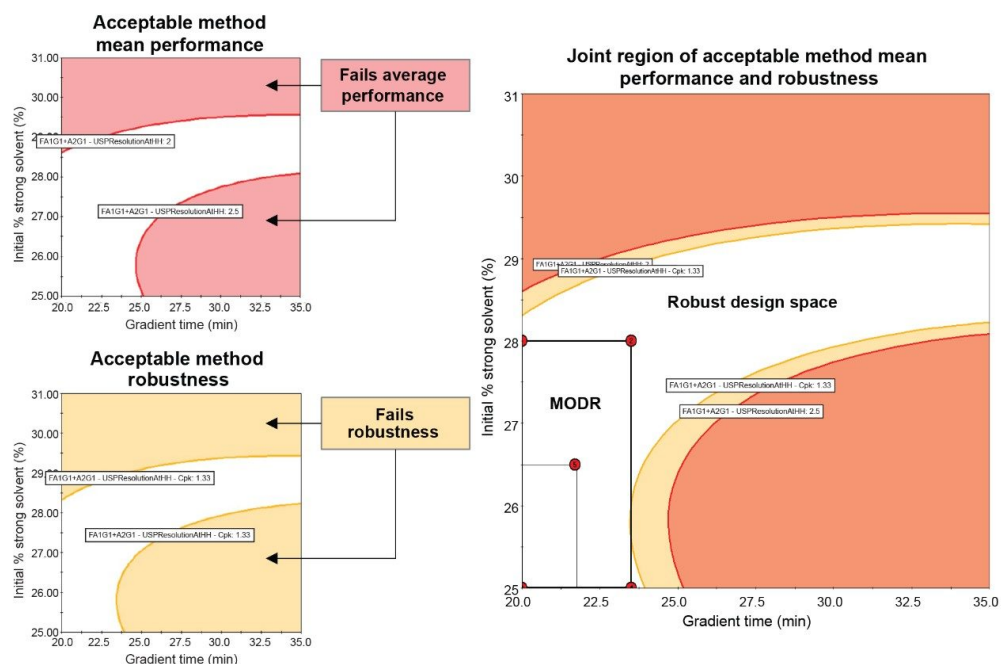 Acceptable method
mean performance
31.00
30.00
29.00
28.00
27.00
26.00
25.00
20.0
22.5
25.0
27.5
30.0
32.5
35.0
Initial % strong solvent (%)
Gradient time (min)
FA1G1+A2G1 - USPResolutionAtHH: 2
FA1G1+A2G1 - USPResolutionAtHH: 2.5
Fails average
performance
Acceptable method
robustness
31.00
30.00
29.00
28.00
27.00
26.00
25.00
20.0
22.5
25.0
27.5
30.0
32.5
35.0
Initial % strong solvent (%)
Gradient time (min)
FA1G1+A2G1 - USPResolutionAtHH - Cpk: 1.33
FA1G1+A2G1 - USPResolutionAtHH - Cpk: 1.33
Fails
robustness
Joint region of acceptable method mean
performance and robustness
31
30
29
28
27
26
25
20.0
22.5
25.0
27.5
30.0
32.5
35.0
Initial % strong solvent (%)
Gradient time (min)
FA1G1+A2G1 - USPResolutionAtHH: 2
FA1G1+A2G1 - USPResolutionAtHH - Cpk: 1.33
Robust design space
FA1G1+A2G1 - USPResolutionAtHH - Cpk: 1.33
FA1G1+A2G1 - USPResolutionAtHH: 2.5
MODR